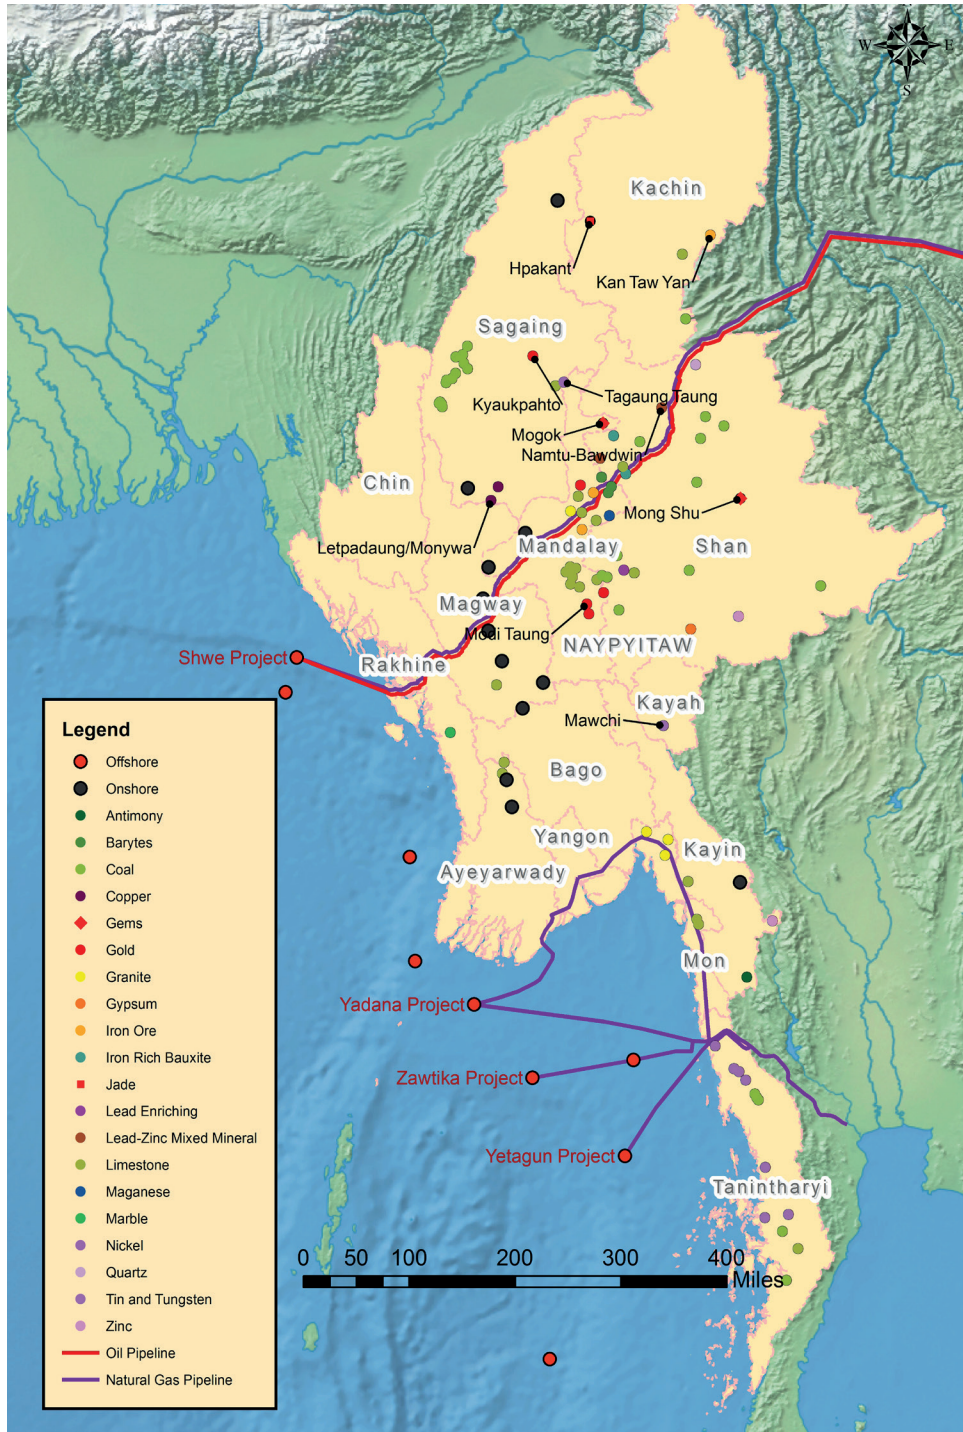 W
E
S
Kachin
Hpakant
Kan Taw Yan
Sagaing
Kyaukpahto
Tagaung Taung
Mogok
Namtu-Bawdwin
Chin
Mong Shu
Letpadaung/Monywa
Mandalay
Shan
Magway
Modi Taung
NAYPYITAW
Shwe Project
Rakhine
Kayah
Mawchi
Bago
Yangon
Kayin
Ayeyarwady
Mon
Yadana Project
Zawtika Project
Yetagun Project
Tanintharyi
0 50 100 200 300 400
Miles
Legend
Offshore
Onshore
Antimony
Barytes
Coal
Copper
Gems
Gold
Granite
Gypsum
Iron Ore
Iron Rich Bauxite
Jade
Lead Enriching
Lead-Zinc Mixed Mineral
Limestone
Maganese
Marble
Nickel
Quartz
Tin and Tungsten
Zinc
Oil Pipeline
Natural Gas Pipeline